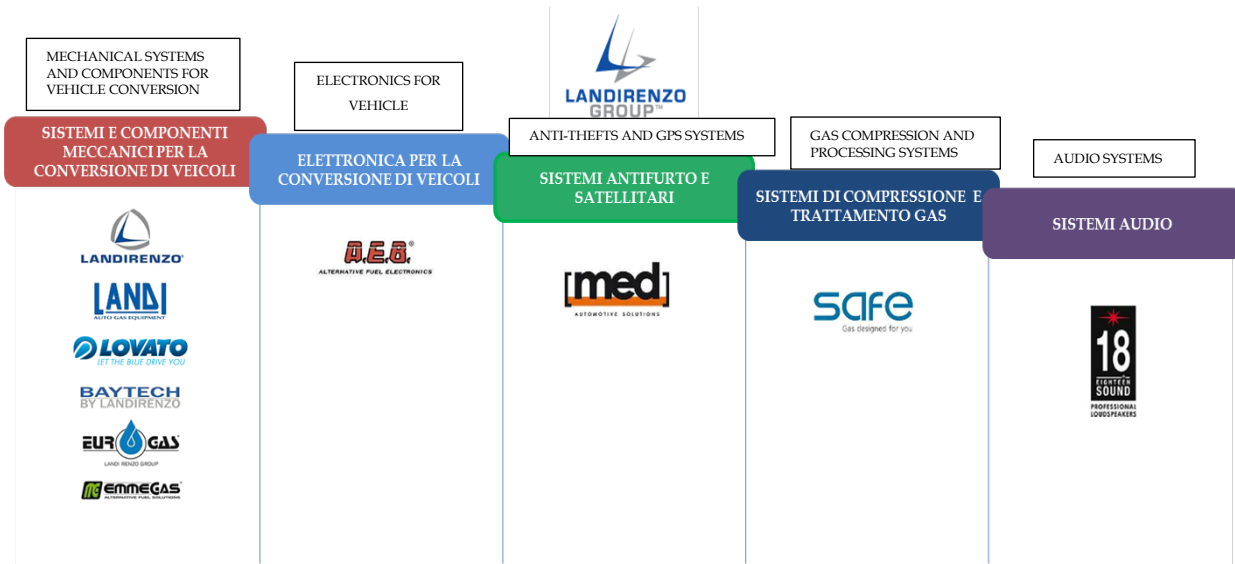 LANDIRENZO
GROUP™
MECHANICAL SYSTEMS
AND COMPONENTS FOR
VEHICLE CONVERSION
SISTEMI E COMPONENTI
MECCANICI PER LA
CONVERSIONE DI VEICOLI
LANDIRENZO®
LANDI
AUTO GAS EQUIPMENT
LOVATO
LET THE BLUE DRIVE YOU
BAYTECH
BY LANDIRENZO
EUROGAS
LANDI RENZO GROUP
EMMEGAS
ALTERNATIVE FUEL SOLUTIONS
ELECTRONICS FOR
VEHICLE
ELETTRONICA PER LA
CONVERSIONE DI VEICOLI
A.E.B.®
ALTERNATIVE FUEL ELECTRONICS
ANTI-THEFTS AND GPS SYSTEMS
SISTEMI ANTIFURTO E
SATELLITARI
[med]
AUTOMOTIVE SOLUTIONS
GAS COMPRESSION AND
PROCESSING SYSTEMS
SISTEMI DI COMPRESSIONE E
TRATTAMENTO GAS
safe
Gas designed for you
AUDIO SYSTEMS
SISTEMI AUDIO
18
EIGHTEEN
SOUND
PROFESSIONAL
LOUDSPEAKERS